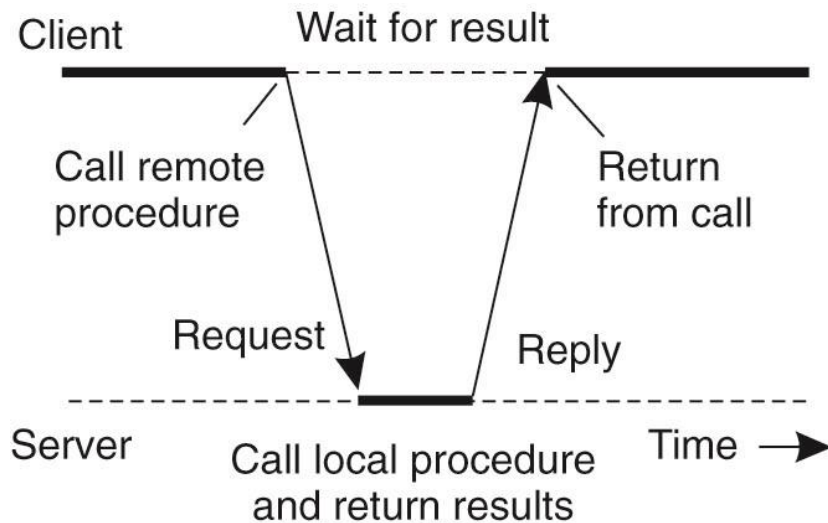 Client
Wait for result
Call remote
procedure
Return
from call
Request
Reply
Server
Call local procedure
and return results
Time